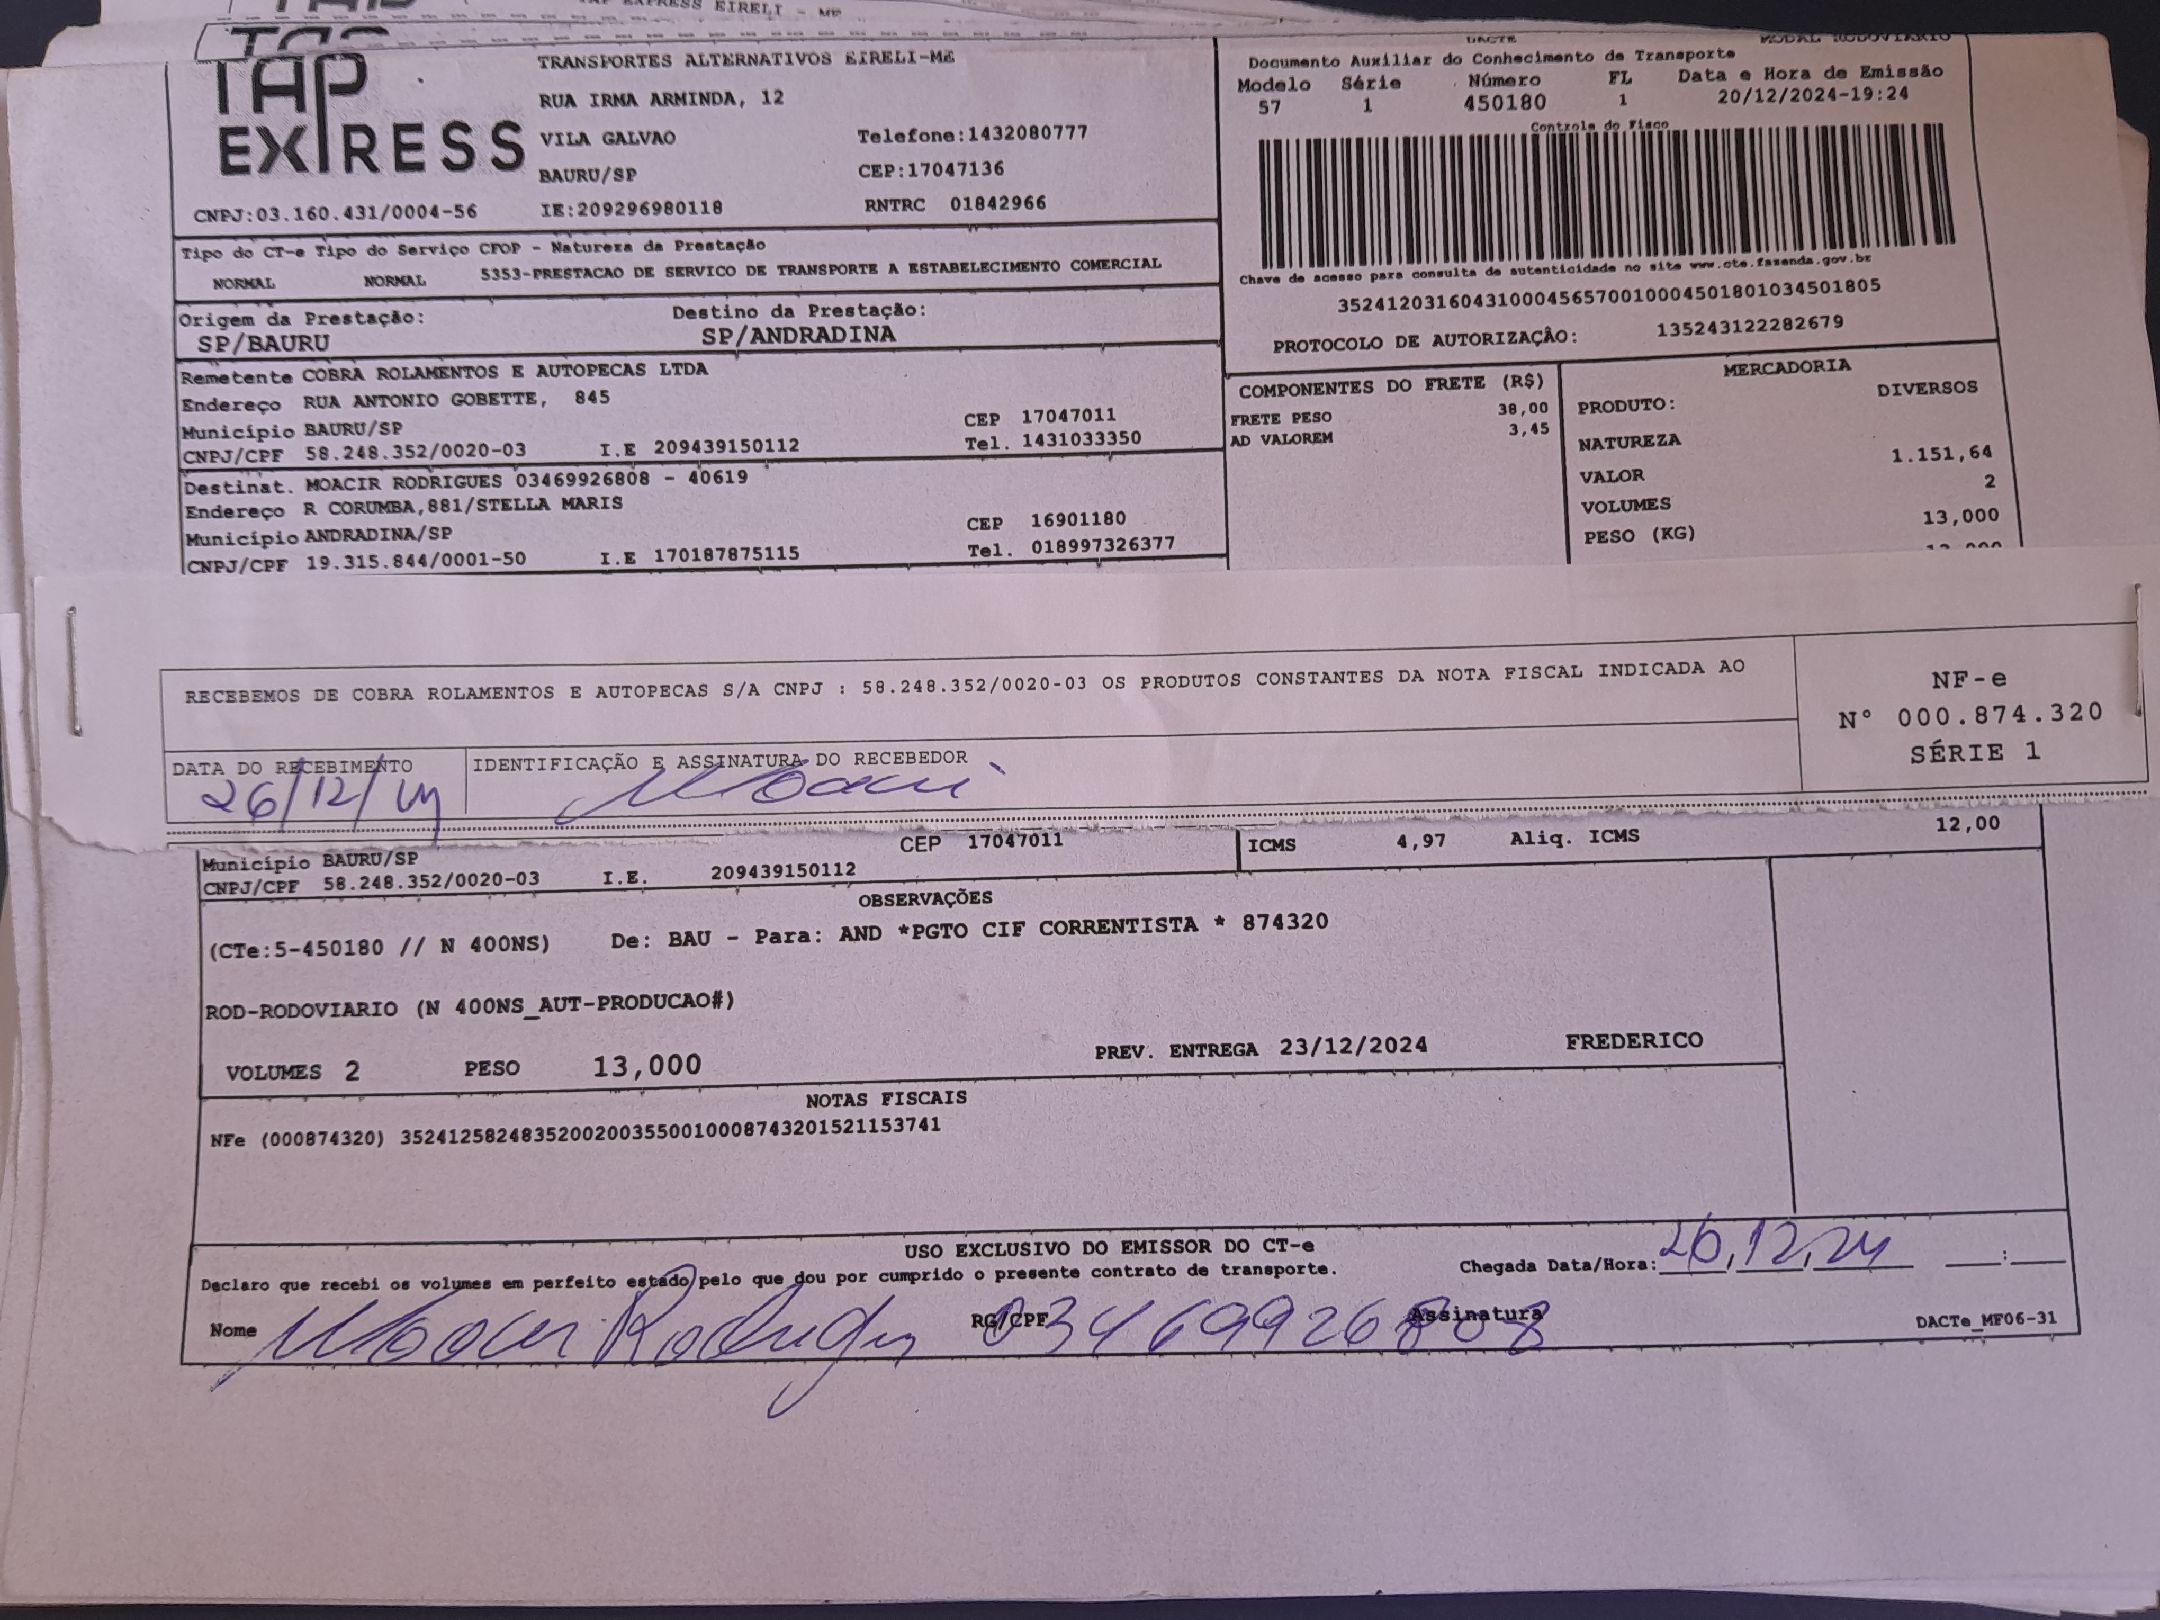 TAP EXPRESS EIRELI - ME
TAP
EXPRESS
TRANSPORTES ALTERNATIVOS EIRELI-ME
RUA IRMA ARMINDA, 12
VILA GALVAO Telefone:1432080777
BAURU/SP CEP:17047136
CNPJ:03.160.431/0004-56 IE:209296980118 RNTRC 01842966
DACTE MODAL RODOVIARIO
Documento Auxiliar do Conhecimento de Transporte
Modelo Série Número FL Data e Hora de Emissão
57 1 450180 1 20/12/2024-19:24
Controle do Fisco
Chave de acesso para consulta de autenticidade no site www.cte.fazenda.gov.br
35241203160431000456570010004501801034501805
PROTOCOLO DE AUTORIZAÇÃO: 135243122282679
Tipo do CT-e Tipo do Serviço CFOP - Natureza da Prestação
NORMAL NORMAL 5353-PRESTACAO DE SERVICO DE TRANSPORTE A ESTABELECIMENTO COMERCIAL
Origem da Prestação: Destino da Prestação:
SP/BAURU SP/ANDRADINA
Remetente COBRA ROLAMENTOS E AUTOPECAS LTDA
Endereço RUA ANTONIO GOBETTE, 845
Município BAURU/SP CEP 17047011
CNPJ/CPF 58.248.352/0020-03 I.E 209439150112 Tel. 1431033350
Destinat. MOACIR RODRIGUES 03469926808 - 40619
Endereço R CORUMBA,881/STELLA MARIS
Município ANDRADINA/SP CEP 16901180
CNPJ/CPF 19.315.844/0001-50 I.E 170187875115 Tel. 018997326377
COMPONENTES DO FRETE (R$)
FRETE PESO 38,00
AD VALOREM 3,45
MERCADORIA
PRODUTO: DIVERSOS
NATUREZA
VALOR 1.151,64
VOLUMES 2
PESO (KG) 13,000
RECEBEMOS DE COBRA ROLAMENTOS E AUTOPECAS S/A CNPJ : 58.248.352/0020-03 OS PRODUTOS CONSTANTES DA NOTA FISCAL INDICADA AO
NF-e
N° 000.874.320
SÉRIE 1
DATA DO RECEBIMENTO IDENTIFICAÇÃO E ASSINATURA DO RECEBEDOR
26/12/24 Moacir
Município BAURU/SP CEP 17047011
CNPJ/CPF 58.248.352/0020-03 I.E. 209439150112
ICMS 4,97 Aliq. ICMS 12,00
OBSERVAÇÕES
(CTe:5-450180 // N 400NS) De: BAU - Para: AND *PGTO CIF CORRENTISTA * 874320
ROD-RODOVIARIO (N 400NS_AUT-PRODUCAO#)
VOLUMES 2 PESO 13,000 PREV. ENTREGA 23/12/2024 FREDERICO
NOTAS FISCAIS
NFe (000874320) 35241258248352002003550010008743201521153741
USO EXCLUSIVO DO EMISSOR DO CT-e
Declaro que recebi os volumes em perfeito estado pelo que dou por cumprido o presente contrato de transporte. Chegada Data/Hora: 26,12,24 :
Nome Moacir Rodrigues RG/CPF 03469926808 Assinatura DACTe_MF06-31